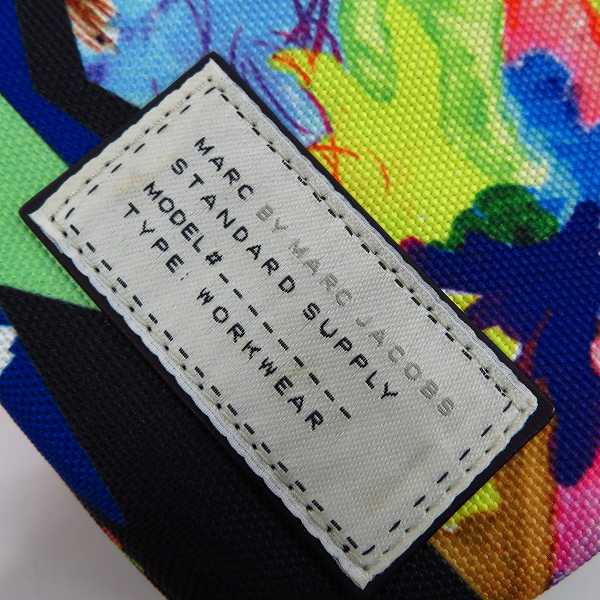 MARC BY MARC JACOBS
STANDARD SUPPLY
MODEL# ---------
TYPE: WORKWEAR